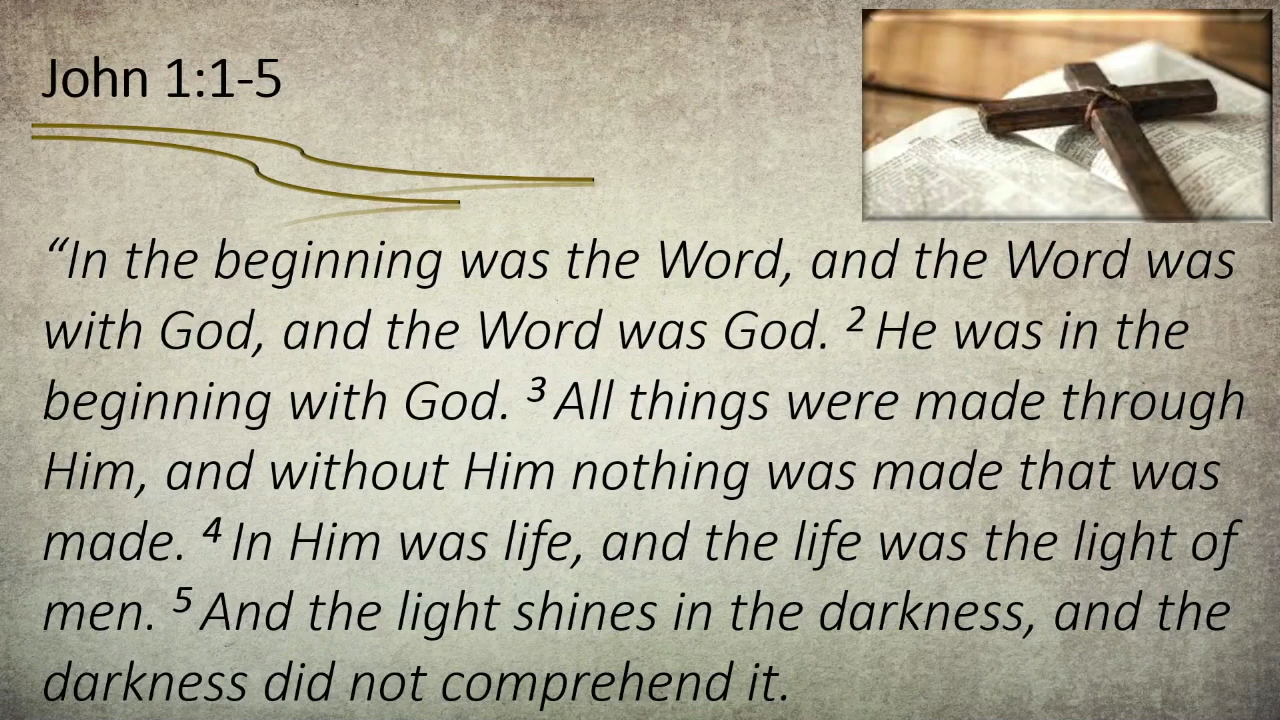 John 1:1-5
“In the beginning was the Word, and the Word was
with God, and the Word was God. ² He was in the
beginning with God. ³ All things were made through
Him, and without Him nothing was made that was
made. ⁴ In Him was life, and the life was the light of
men. ⁵ And the light shines in the darkness, and the
darkness did not comprehend it.